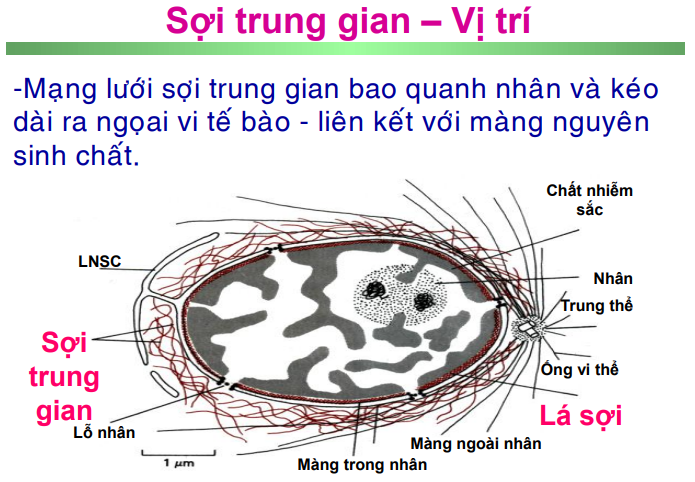 Sợi trung gian – Vị trí
-Mạng lưới sợi trung gian bao quanh nhân và kéo
dài ra ngọai vi tế bào - liên kết với màng nguyên
sinh chất.
Chất nhiễm
sắc
LNSC
Nhân
Trung thể
Sợi
trung
gian
Ống vi thể
Lá sợi
Lỗ nhân
Màng ngoài nhân
Màng trong nhân
1 μm